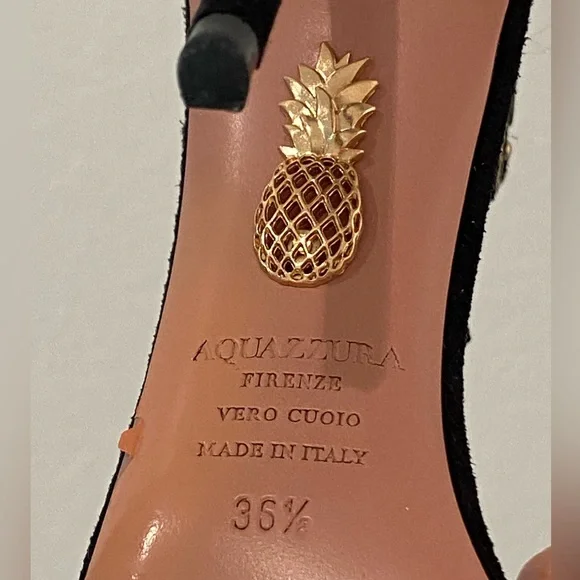 AQUAZZURA
FIRENZE
VERO CUOIO
MADE IN ITALY
36½